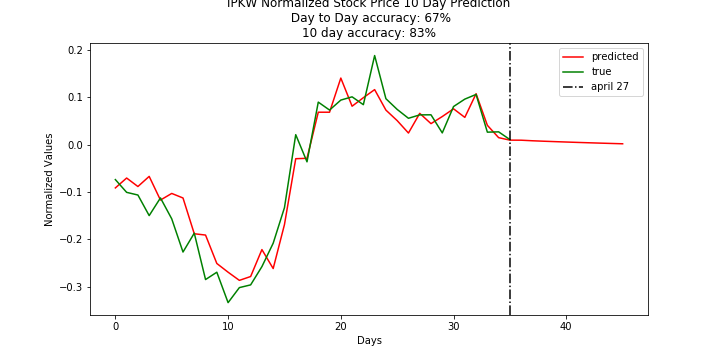 IPKW Normalized Stock Price 10 Day Prediction
Day to Day accuracy: 67%
10 day accuracy: 83%
0.2
0.1
0.0
−0.1
−0.2
−0.3
Normalized Values
predicted
true
april 27
0 10 20 30 40
Days